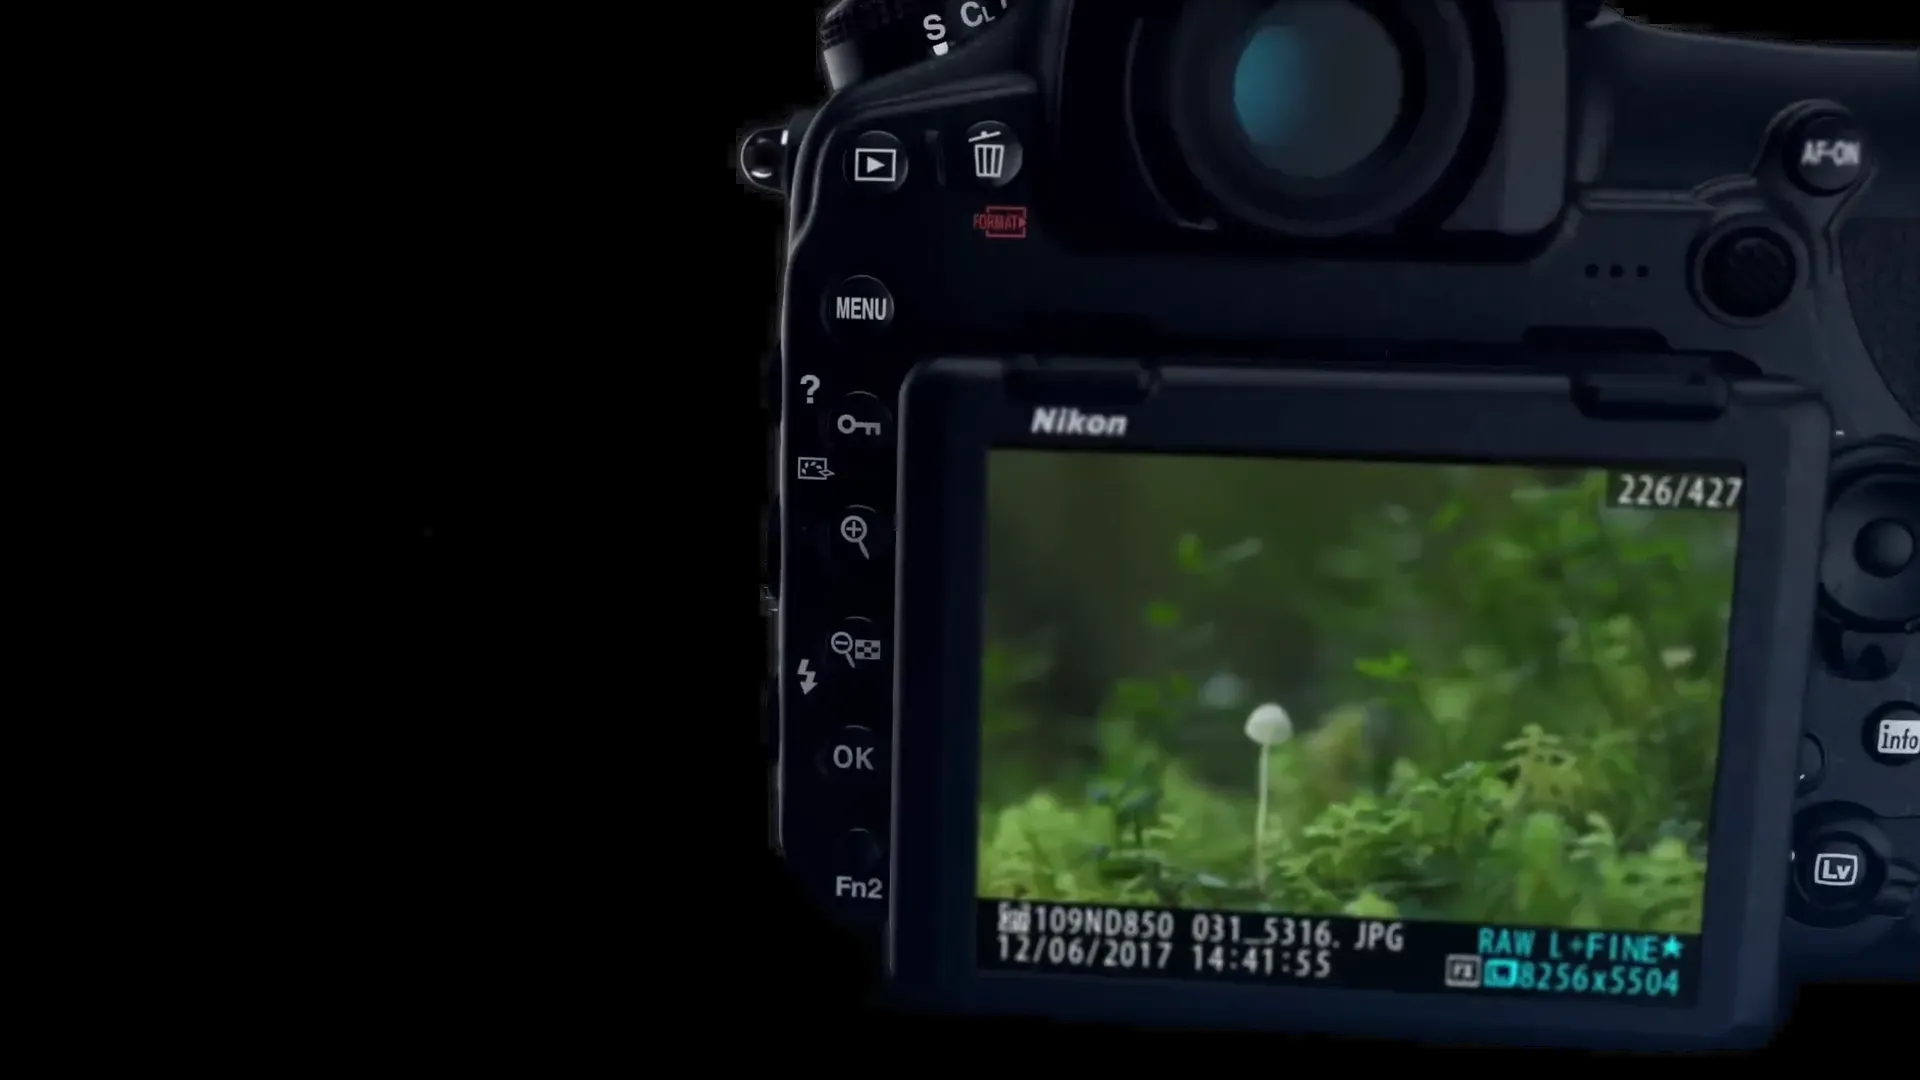 S CL
AF-ON
FORMAT
MENU
?
Nikon
226/427
info
OK
Lv
Fn2
109ND850 031_5316. JPG
RAW L+FINE★
12/06/2017 14:41:55
8256x5504